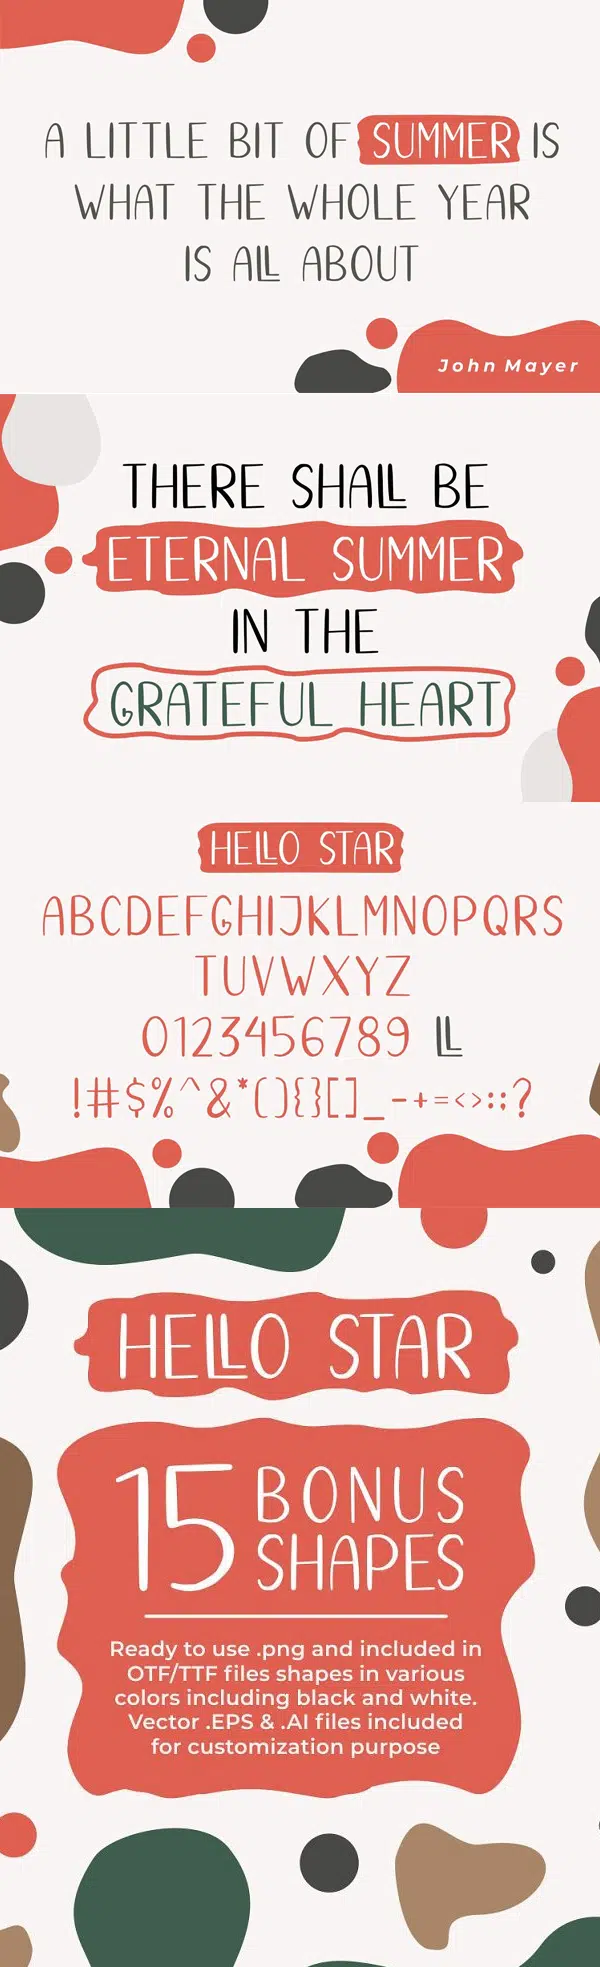 A LITTLE BIT OF SUMMER IS
WHAT THE WHOLE YEAR
IS ALL ABOUT
John Mayer
THERE SHALL BE
ETERNAL SUMMER
IN THE
GRATEFUL HEART
HELLO STAR
ABCDEFGHIJKLMNOPQRS
TUVWXYZ
0123456789 LL
!#$%^&*(){}[]_-+=<>:;?
HELLO STAR
15 BONUS
SHAPES
Ready to use .png and included in
OTF/TTF files shapes in various
colors including black and white.
Vector .EPS & .AI files included
for customization purpose